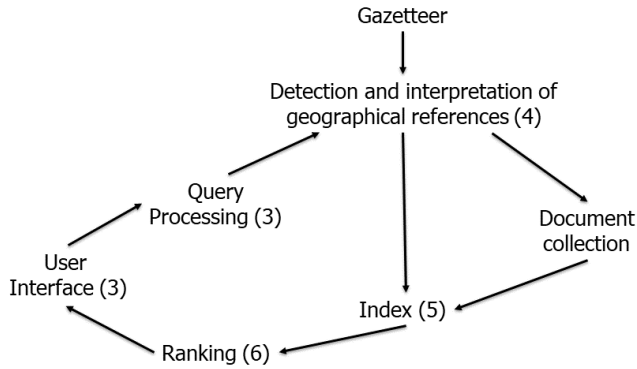 Gazetteer
Detection and interpretation of
geographical references (4)
Query
Processing (3)
Document
collection
User
Interface (3)
Index (5)
Ranking (6)